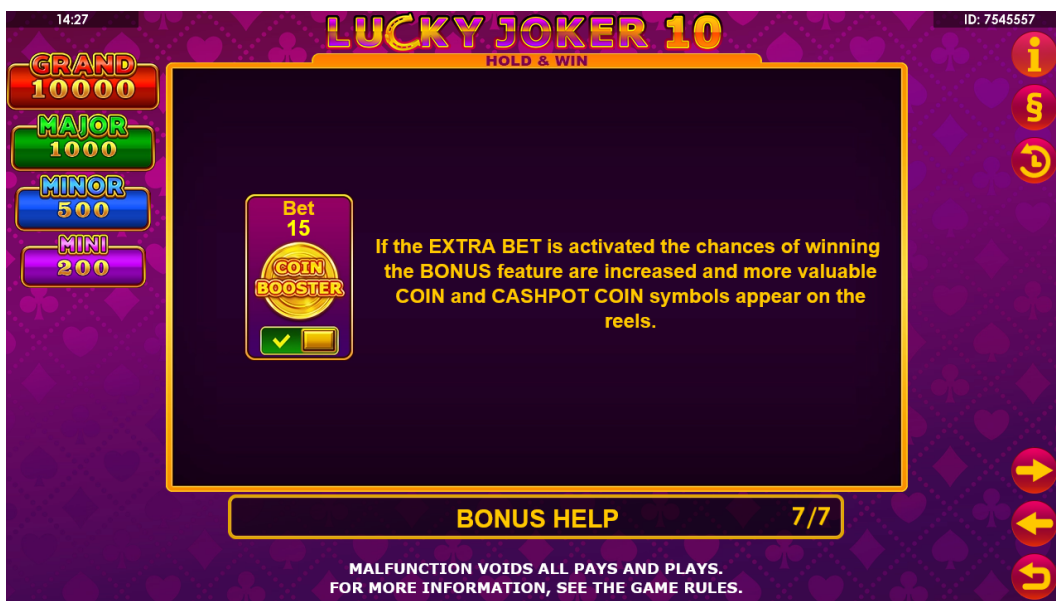 14:27
ID: 7545557
LUCKY JOKER 10
HOLD & WIN
GRAND
10000
MAJOR
1000
MINOR
500
MINI
200
i
§
Bet
15
COIN
BOOSTER
If the EXTRA BET is activated the chances of winning
the BONUS feature are increased and more valuable
COIN and CASHPOT COIN symbols appear on the
reels.
BONUS HELP 7/7
MALFUNCTION VOIDS ALL PAYS AND PLAYS.
FOR MORE INFORMATION, SEE THE GAME RULES.